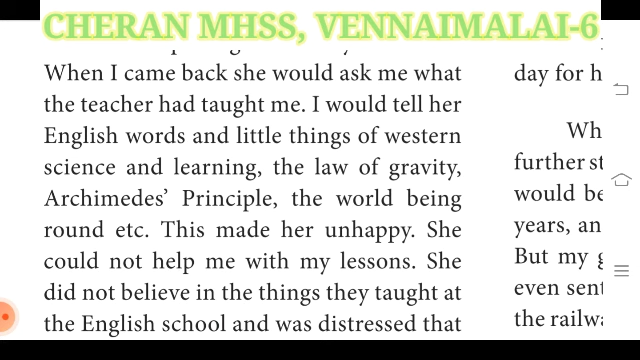 CHERAN MHSS, VENNAIMALAI-6
When I came back she would ask me what
the teacher had taught me. I would tell her
English words and little things of western
science and learning, the law of gravity,
Archimedes' Principle, the world being
round etc. This made her unhappy. She
could not help me with my lessons. She
did not believe in the things they taught at
the English school and was distressed that
day for h
Wh
further st
would be
years, an
But my g
even sent
the railwa